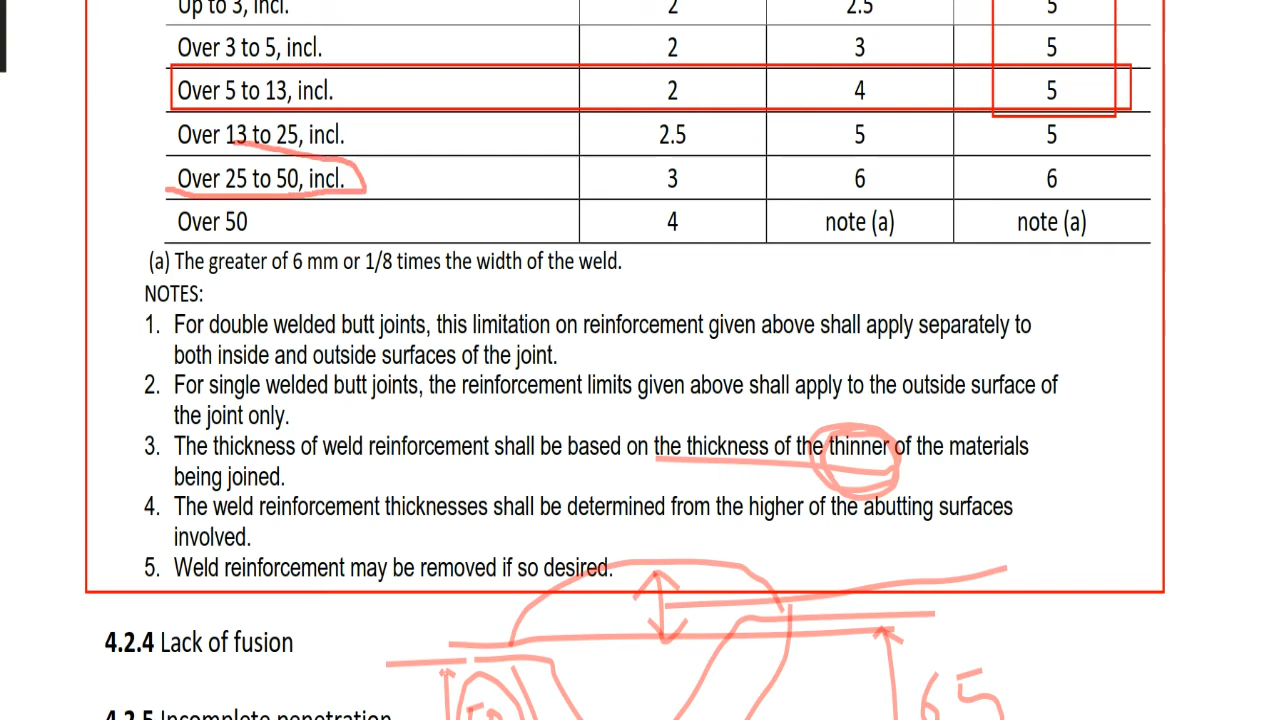 Up to 3, incl. 2 2.5 5
Over 3 to 5, incl. 2 3 5
Over 5 to 13, incl. 2 4 5
Over 13 to 25, incl. 2.5 5 5
Over 25 to 50, incl. 3 6 6
Over 50 4 note (a) note (a)
(a) The greater of 6 mm or 1/8 times the width of the weld.
NOTES:
1. For double welded butt joints, this limitation on reinforcement given above shall apply separately to
both inside and outside surfaces of the joint.
2. For single welded butt joints, the reinforcement limits given above shall apply to the outside surface of
the joint only.
3. The thickness of weld reinforcement shall be based on the thickness of the thinner of the materials
being joined.
4. The weld reinforcement thicknesses shall be determined from the higher of the abutting surfaces
involved.
5. Weld reinforcement may be removed if so desired.
4.2.4 Lack of fusion
65
4.2.5 Incomplete penetration